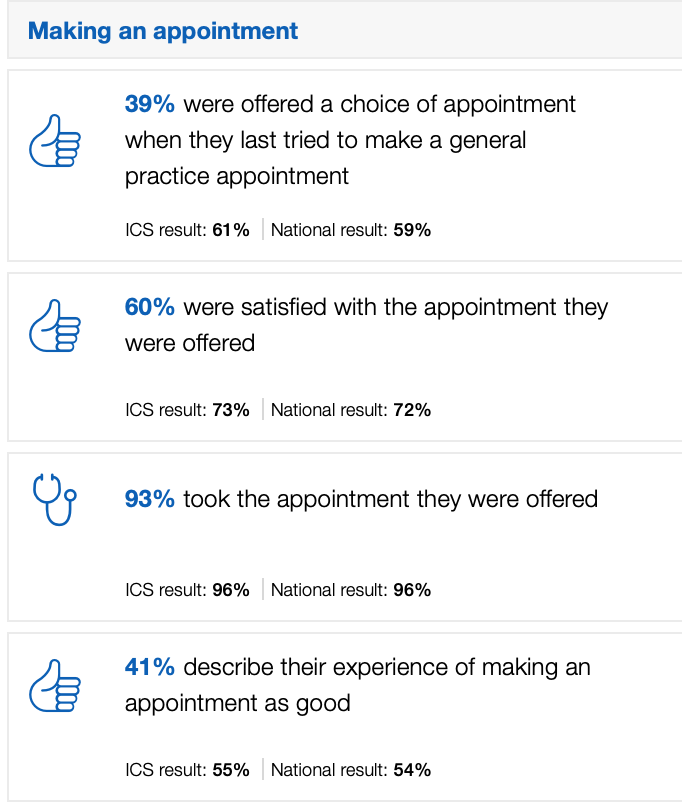 Making an appointment
39% were offered a choice of appointment
when they last tried to make a general
practice appointment
ICS result: 61% | National result: 59%
60% were satisfied with the appointment they
were offered
ICS result: 73% | National result: 72%
93% took the appointment they were offered
ICS result: 96% | National result: 96%
41% describe their experience of making an
appointment as good
ICS result: 55% | National result: 54%